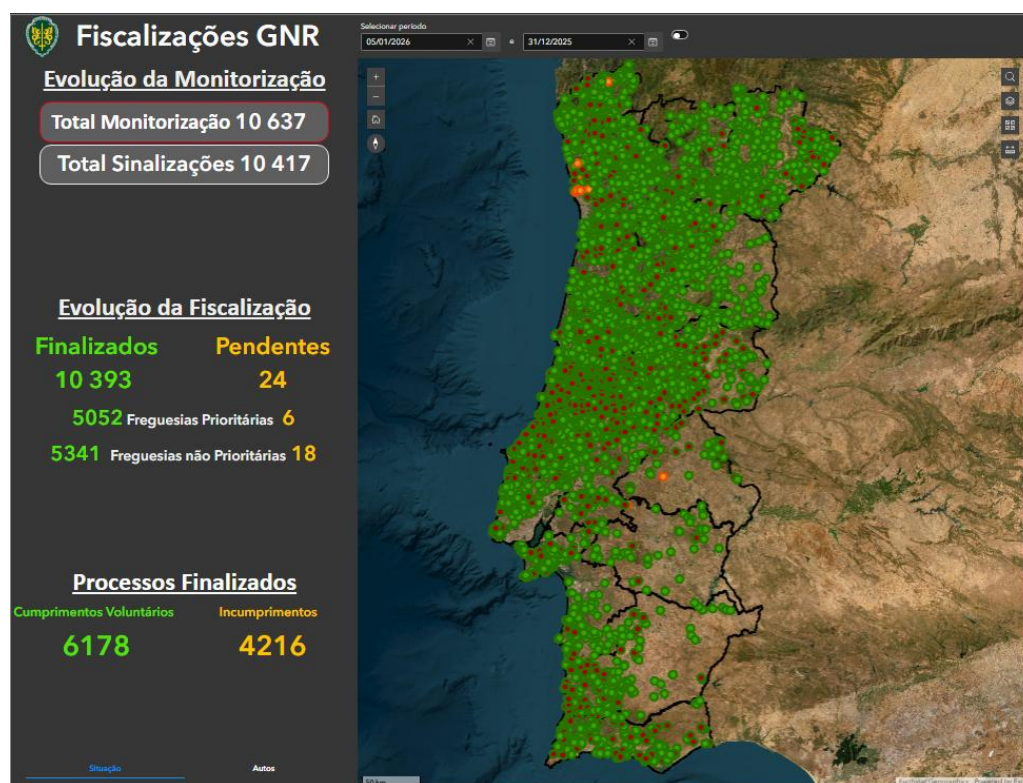 Fiscalizações GNR
Selecionar período
05/01/2026
e
31/12/2025
Evolução da Monitorização
Total Monitorização 10 637
Total Sinalizações 10 417
Evolução da Fiscalização
Finalizados Pendentes
10 393 24
5052 Freguesias Prioritárias 6
5341 Freguesias não Prioritárias 18
Processos Finalizados
Cumprimentos Voluntários Incumprimentos
6178 4216
Situação Autos
50 km